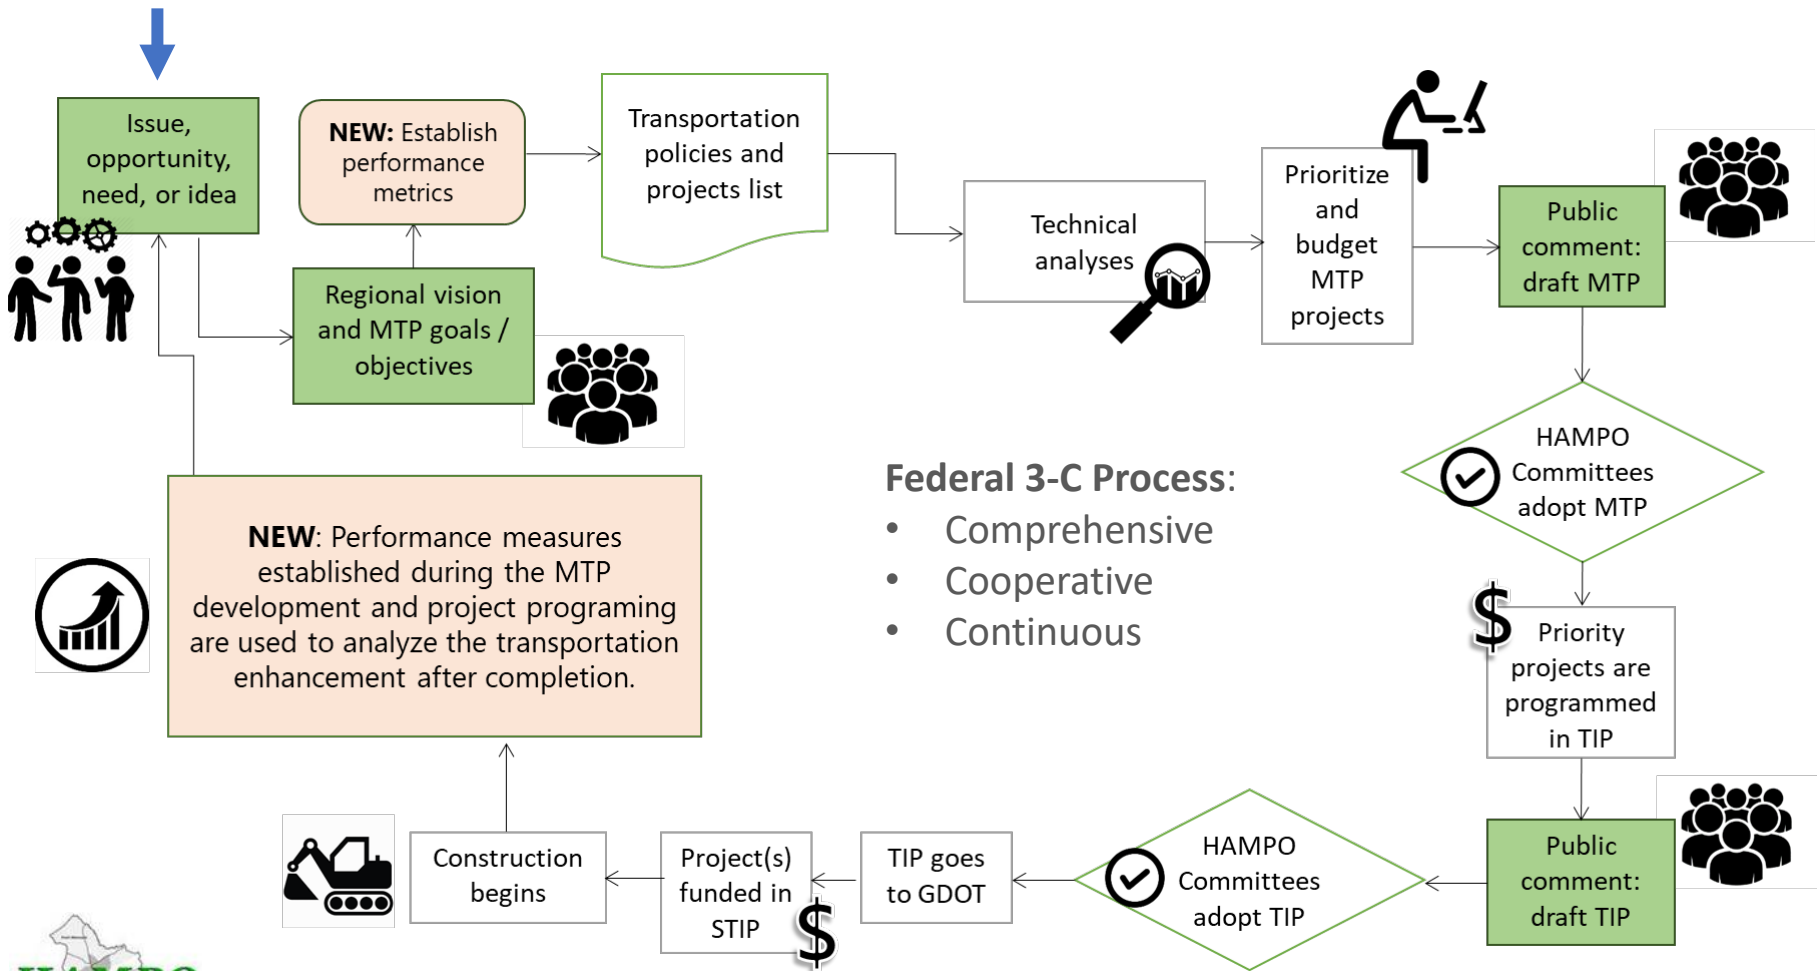 Issue,
opportunity,
need, or idea
NEW: Establish
performance
metrics
Transportation
policies and
projects list
Regional vision
and MTP goals /
objectives
Technical
analyses
Prioritize
and
budget
MTP
projects
Public
comment:
draft MTP
HAMPO
Committees
adopt MTP
Federal 3-C Process:
• Comprehensive
• Cooperative
• Continuous
NEW: Performance measures
established during the MTP
development and project programing
are used to analyze the transportation
enhancement after completion.
$
Priority
projects are
programmed
in TIP
Public
comment:
draft TIP
HAMPO
Committees
adopt TIP
TIP goes
to GDOT
Project(s)
funded in
STIP
$
Construction
begins
HAMPO